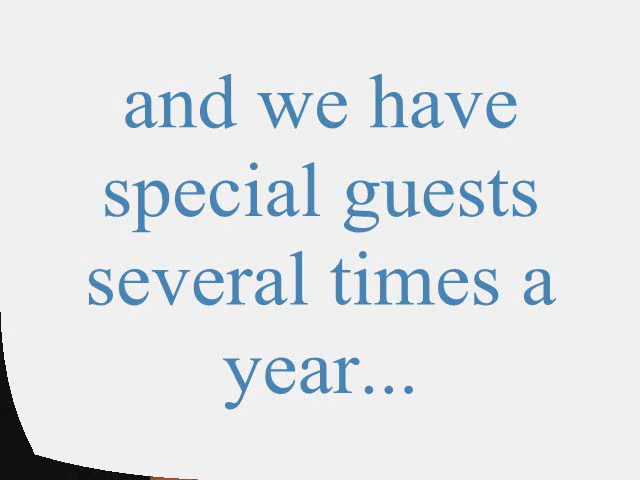 and we have
special guests
several times a
year...